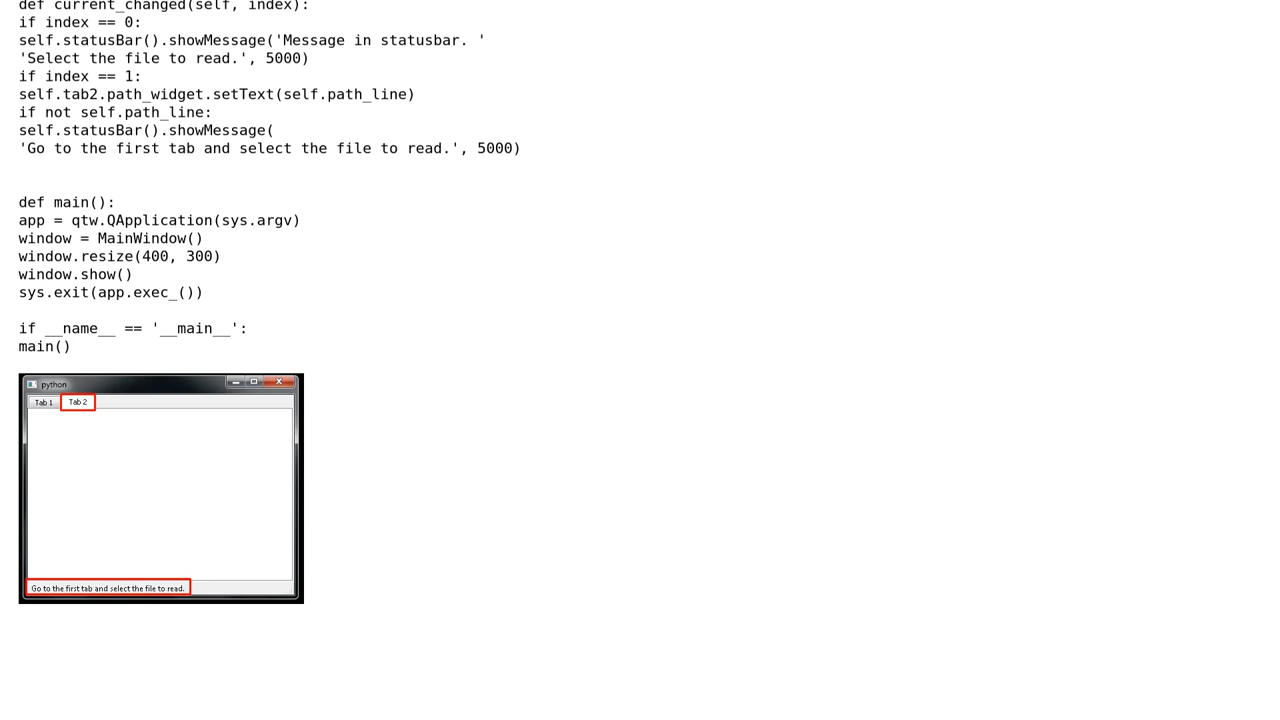 def current_changed(self, index):
if index == 0:
self.statusBar().showMessage('Message in statusbar. '
'Select the file to read.', 5000)
if index == 1:
self.tab2.path_widget.setText(self.path_line)
if not self.path_line:
self.statusBar().showMessage(
'Go to the first tab and select the file to read.', 5000)
def main():
app = qtw.QApplication(sys.argv)
window = MainWindow()
window.resize(400, 300)
window.show()
sys.exit(app.exec_())
if __name__ == '__main__':
main()
python
Tab 1 Tab 2
Go to the first tab and select the file to read.